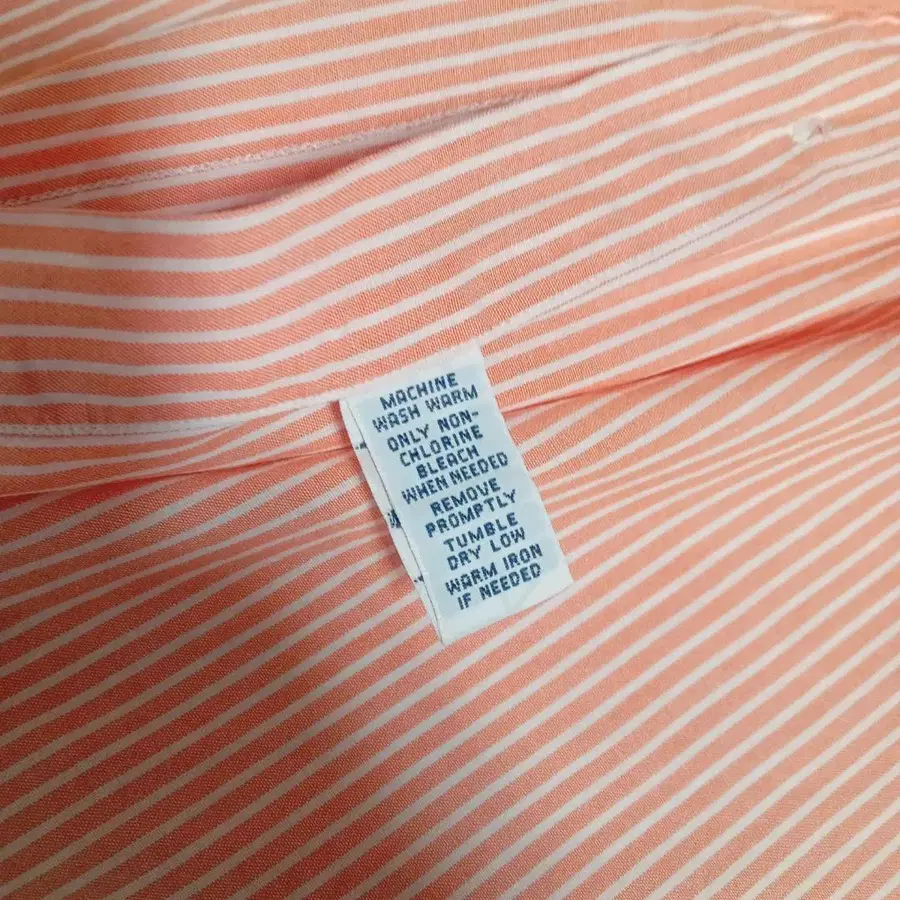 MACHINE
WASH WARM
ONLY NON-
CHLORINE
BLEACH
WHEN NEEDED
REMOVE
PROMPTLY
TUMBLE
DRY LOW
WARM IRON
IF NEEDED